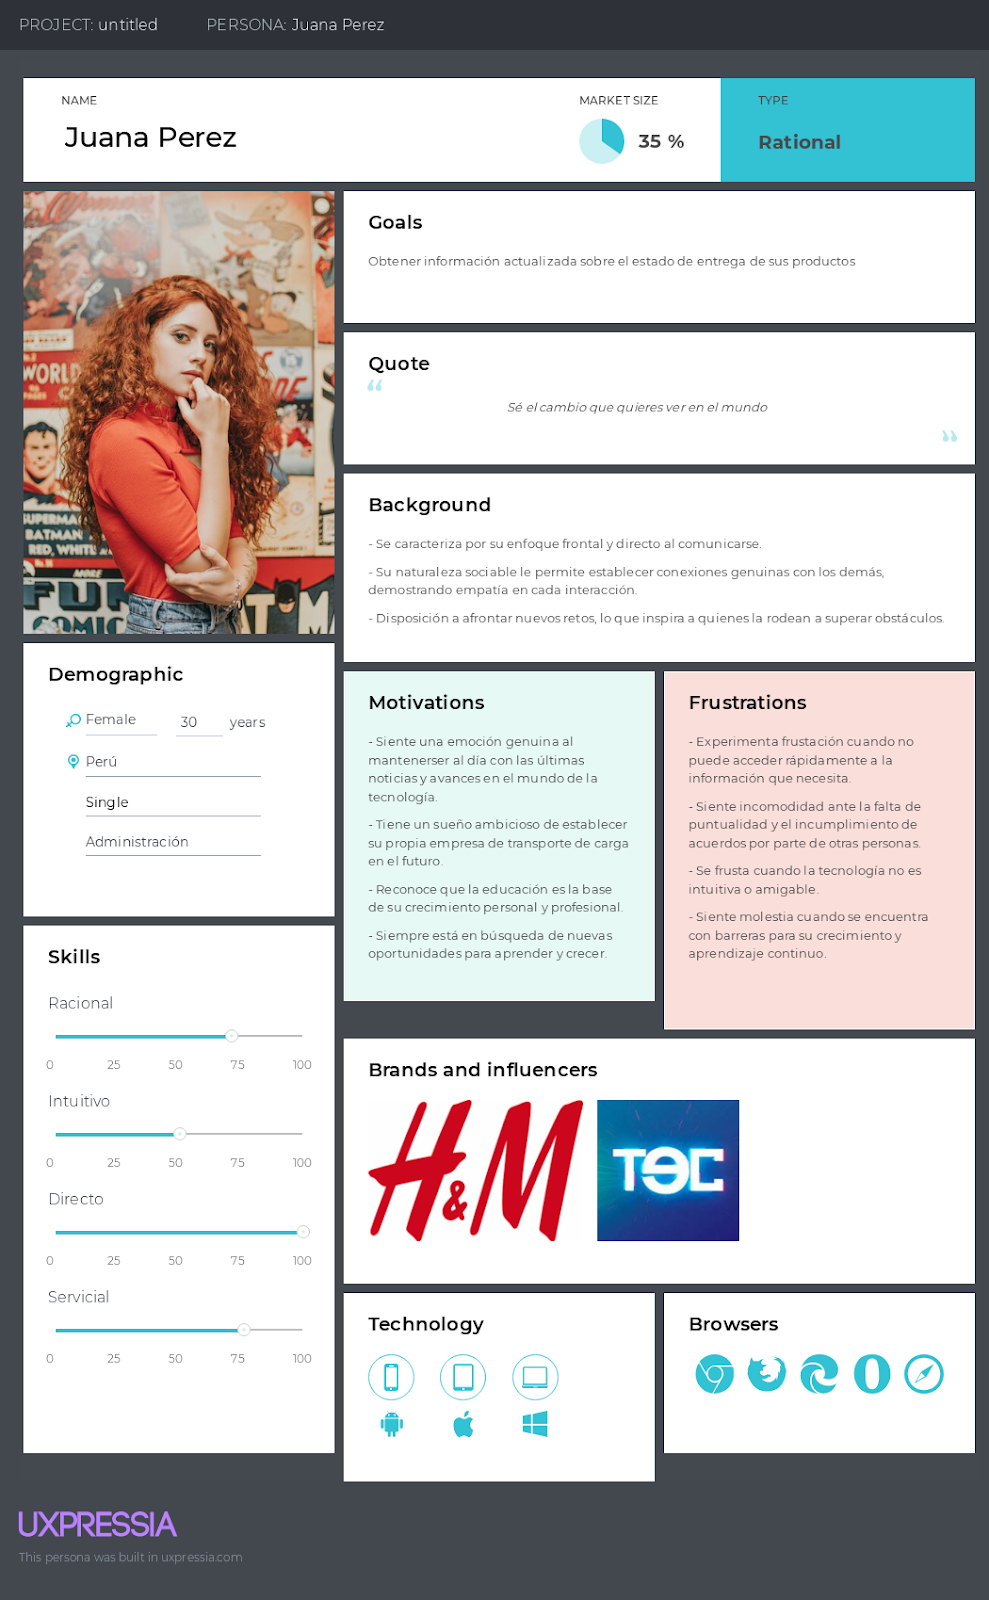 PROJECT: untitled
PERSONA: Juana Perez
NAME
Juana Perez
MARKET SIZE
35 %
TYPE
Rational
WORL
SUPERMA
BATMAN
RED, WHIT
MORE
FUN
COMIC
T M
Goals
Obtener información actualizada sobre el estado de entrega de sus productos
Quote
“
Sé el cambio que quieres ver en el mundo
”
Background
- Se caracteriza por su enfoque frontal y directo al comunicarse.
- Su naturaleza sociable le permite establecer conexiones genuinas con los demás,
demostrando empatía en cada interacción.
- Disposición a afrontar nuevos retos, lo que inspira a quienes la rodean a superar obstáculos.
Demographic
Female
30 years
Perú
Single
Administración
Motivations
- Siente una emoción genuina al
mantenerser al día con las últimas
noticias y avances en el mundo de la
tecnología.
- Tiene un sueño ambicioso de establecer
su propia empresa de transporte de carga
en el futuro.
- Reconoce que la educación es la base
de su crecimiento personal y profesional.
- Siempre está en búsqueda de nuevas
oportunidades para aprender y crecer.
Frustrations
- Experimenta frustación cuando no
puede acceder rápidamente a la
información que necesita.
- Siente incomodidad ante la falta de
puntualidad y el incumplimiento de
acuerdos por parte de otras personas.
- Se frusta cuando la tecnología no es
intuitiva o amigable.
- Siente molestia cuando se encuentra
con barreras para su crecimiento y
aprendizaje continuo.
Skills
Racional
0 25 50 75 100
Intuitivo
0 25 50 75 100
Directo
0 25 50 75 100
Servicial
0 25 50 75 100
Brands and influencers
H&M
TEC
Technology
Browsers
UXPRESSIA
This persona was built in uxpressia.com